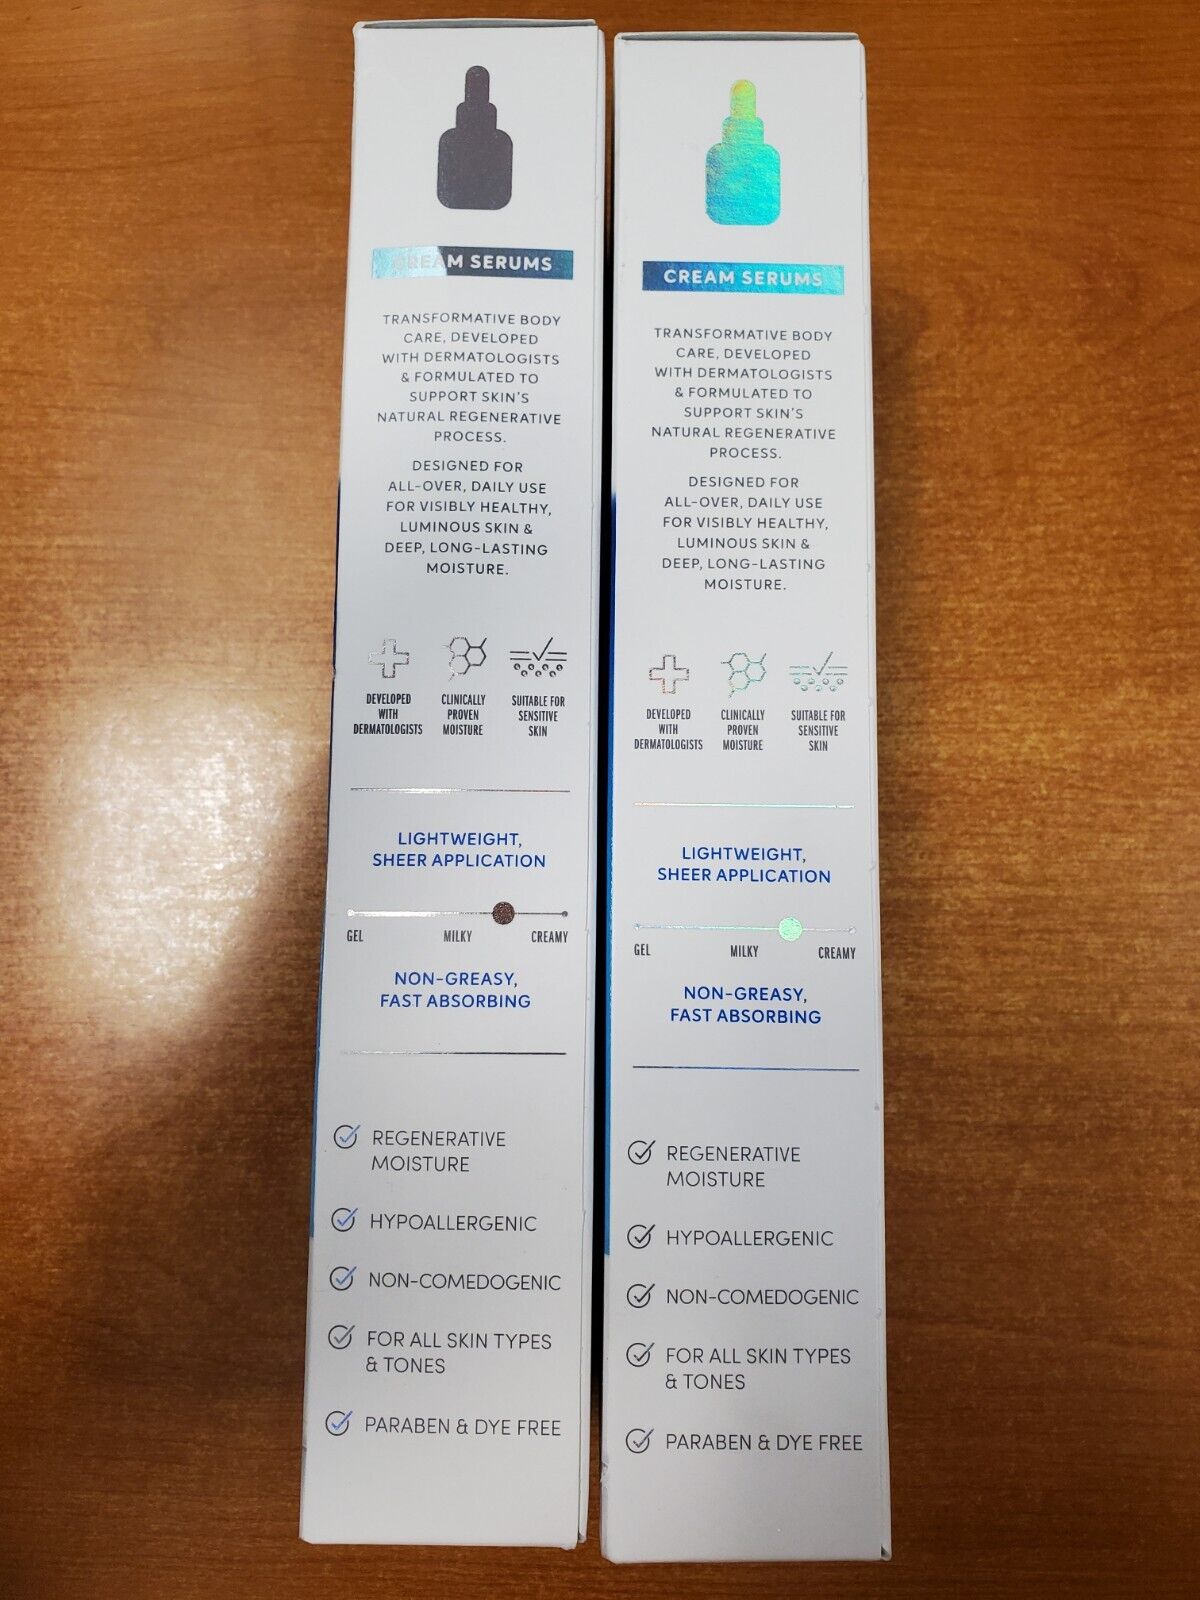 CREAM SERUMS
TRANSFORMATIVE BODY
CARE, DEVELOPED
WITH DERMATOLOGISTS
& FORMULATED TO
SUPPORT SKIN'S
NATURAL REGENERATIVE
PROCESS.
DESIGNED FOR
ALL-OVER, DAILY USE
FOR VISIBLY HEALTHY,
LUMINOUS SKIN &
DEEP, LONG-LASTING
MOISTURE.
DEVELOPED WITH DERMATOLOGISTS
CLINICALLY PROVEN MOISTURE
SUITABLE FOR SENSITIVE SKIN
LIGHTWEIGHT,
SHEER APPLICATION
GEL MILKY CREAMY
NON-GREASY,
FAST ABSORBING
REGENERATIVE
MOISTURE
HYPOALLERGENIC
NON-COMEDOGENIC
FOR ALL SKIN TYPES
& TONES
PARABEN & DYE FREE
CREAM SERUMS
TRANSFORMATIVE BODY
CARE, DEVELOPED
WITH DERMATOLOGISTS
& FORMULATED TO
SUPPORT SKIN'S
NATURAL REGENERATIVE
PROCESS.
DESIGNED FOR
ALL-OVER, DAILY USE
FOR VISIBLY HEALTHY,
LUMINOUS SKIN &
DEEP, LONG-LASTING
MOISTURE.
DEVELOPED WITH DERMATOLOGISTS
CLINICALLY PROVEN MOISTURE
SUITABLE FOR SENSITIVE SKIN
LIGHTWEIGHT,
SHEER APPLICATION
GEL MILKY CREAMY
NON-GREASY,
FAST ABSORBING
REGENERATIVE
MOISTURE
HYPOALLERGENIC
NON-COMEDOGENIC
FOR ALL SKIN TYPES
& TONES
PARABEN & DYE FREE